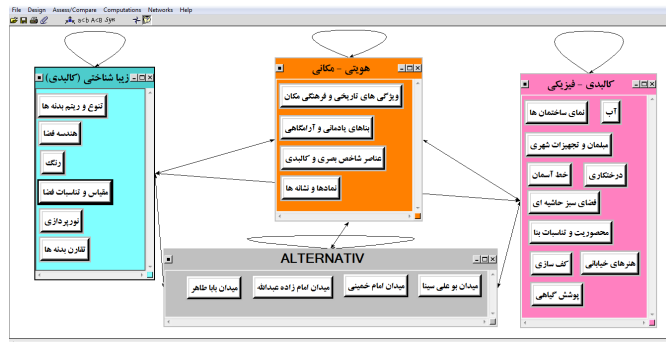 File Design Assess/Compare Computations Networks Help
a<b A<B Syn
زیبا شناختی (کالبدی)
تنوع و ریتم بدنه ها
هندسه فضا
رنگ
مقیاس و تناسبات فضا
نورپردازی
تقارن بدنه ها
هویتی - مکانی
ویژگی های تاریخی و فرهنگی مکان
بناهای یادمانی و آرامگاهی
عناصر شاخص بصری و کالبدی
نمادها و نشانه ها
کالبدی - فیزیکی
نمای ساختمان ها
آب
مبلمان و تجهیزات شهری
خط آسمان
درختکاری
فضای سبز حاشیه ای
محصوریت و تناسبات بنا
کف سازی
هنرهای خیابانی
پوشش گیاهی
ALTERNATIV
میدان بابا طاهر
میدان امام زاده عبدالله
میدان امام خمینی
میدان بو علی سینا